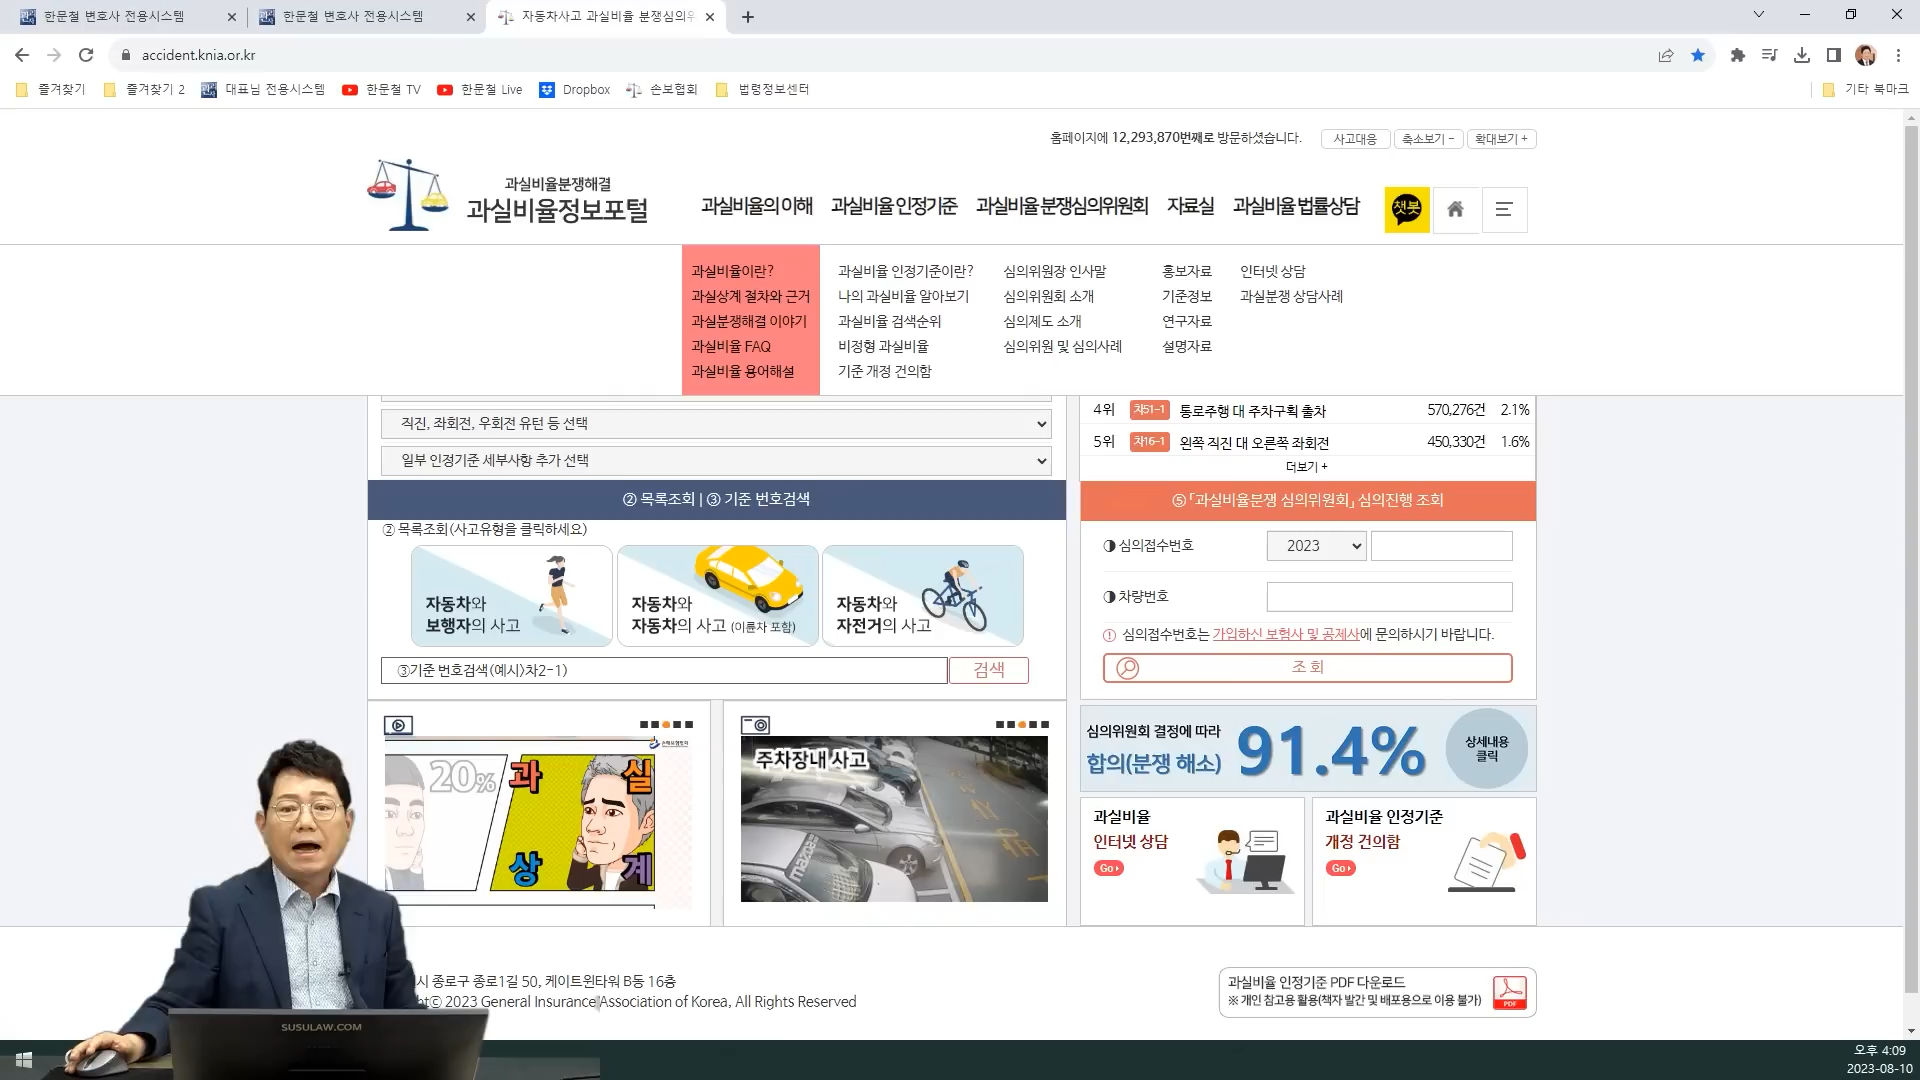 한문철 변호사 전용시스템
한문철 변호사 전용시스템
자동차사고 과실비율 분쟁심의위
accident.knia.or.kr
즐겨찾기
즐겨찾기 2
대표님 전용시스템
한문철 TV
한문철 Live
Dropbox
손보협회
법령정보센터
기타 북마크
홈페이지에 12,293,870번째로 방문하셨습니다.
사고대응
축소보기 -
확대보기 +
과실비율분쟁해결
과실비율정보포털
과실비율의 이해
과실비율 인정기준
과실비율 분쟁심의위원회
자료실
과실비율 법률상담
챗봇
과실비율이란?
과실상계 절차와 근거
과실분쟁해결 이야기
과실비율 FAQ
과실비율 용어해설
과실비율 인정기준이란?
나의 과실비율 알아보기
과실비율 검색순위
비정형 과실비율
기준 개정 건의함
심의위원장 인사말
심의위원회 소개
심의제도 소개
심의위원 및 심의사례
홍보자료
기준정보
연구자료
설명자료
인터넷 상담
과실분쟁 상담사례
직진, 좌회전, 우회전 유턴 등 선택
일부 인정기준 세부사항 추가 선택
② 목록조회 | ③ 기준 번호검색
② 목록조회(사고유형을 클릭하세요)
자동차와
보행자의 사고
자동차와
자동차의 사고 (이륜차 포함)
자동차와
자전거의 사고
③기준 번호검색(예시)차2-1)
검색
4위 차51-1 통로주행 대 주차구획 출차 570,276건 2.1%
5위 차16-1 왼쪽 직진 대 오른쪽 좌회전 450,330건 1.6%
더보기 +
⑤「과실비율분쟁 심의위원회」 심의진행 조회
심의접수번호
2023
차량번호
심의접수번호는 가입하신 보험사 및 공제사에 문의하시기 바랍니다.
조 회
20%
과 실
상 계
손해보험협회
주차장내 사고
mazda
심의위원회 결정에 따라
합의(분쟁 해소)
91.4%
상세내용
클릭
과실비율
인터넷 상담
Go
과실비율 인정기준
개정 건의함
Go
시 종로구 종로1길 50, 케이트윈타워 B동 16층
htⓒ 2023 General Insurance Association of Korea, All Rights Reserved
과실비율 인정기준 PDF 다운로드
※ 개인 참고용 활용(책자 발간 및 배포용으로 이용 불가)
PDF
SUSULAW.COM
오후 4:09
2023-08-10